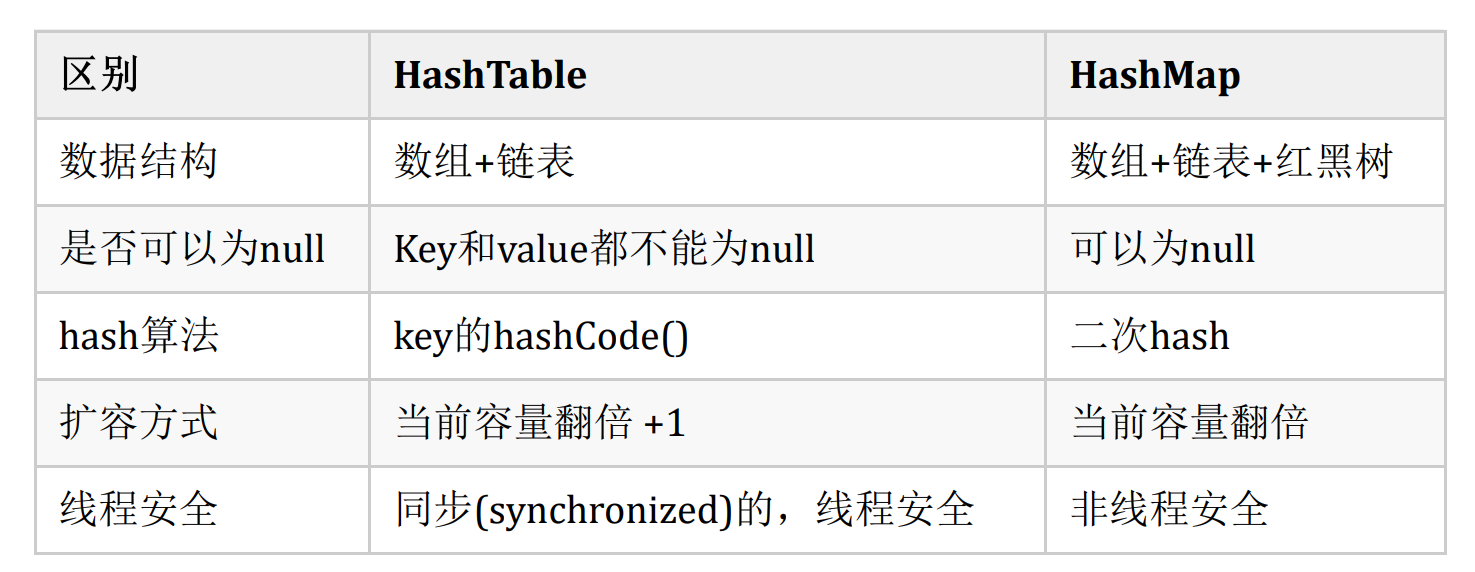 区别 HashTable HashMap
数据结构 数组+链表 数组+链表+红黑树
是否可以为null Key和value都不能为null 可以为null
hash算法 key的hashCode() 二次hash
扩容方式 当前容量翻倍 +1 当前容量翻倍
线程安全 同步(synchronized)的，线程安全 非线程安全